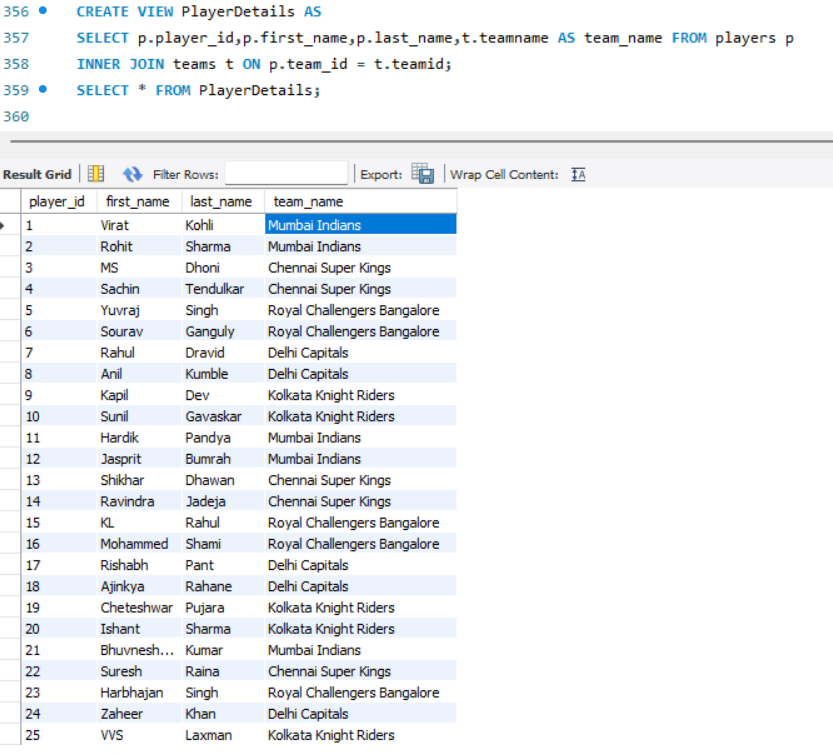 356 CREATE VIEW PlayerDetails AS
357 SELECT p.player_id,p.first_name,p.last_name,t.teamname AS team_name FROM players p
358 INNER JOIN teams t ON p.team_id = t.teamid;
359 SELECT * FROM PlayerDetails;
360
Result Grid Filter Rows: Export: Wrap Cell Content: IA
player_id first_name last_name team_name
1 Virat Kohli Mumbai Indians
2 Rohit Sharma Mumbai Indians
3 MS Dhoni Chennai Super Kings
4 Sachin Tendulkar Chennai Super Kings
5 Yuvraj Singh Royal Challengers Bangalore
6 Sourav Ganguly Royal Challengers Bangalore
7 Rahul Dravid Delhi Capitals
8 Anil Kumble Delhi Capitals
9 Kapil Dev Kolkata Knight Riders
10 Sunil Gavaskar Kolkata Knight Riders
11 Hardik Pandya Mumbai Indians
12 Jasprit Bumrah Mumbai Indians
13 Shikhar Dhawan Chennai Super Kings
14 Ravindra Jadeja Chennai Super Kings
15 KL Rahul Royal Challengers Bangalore
16 Mohammed Shami Royal Challengers Bangalore
17 Rishabh Pant Delhi Capitals
18 Ajinkya Rahane Delhi Capitals
19 Cheteshwar Pujara Kolkata Knight Riders
20 Ishant Sharma Kolkata Knight Riders
21 Bhuvnesh... Kumar Mumbai Indians
22 Suresh Raina Chennai Super Kings
23 Harbhajan Singh Royal Challengers Bangalore
24 Zaheer Khan Delhi Capitals
25 VVS Laxman Kolkata Knight Riders